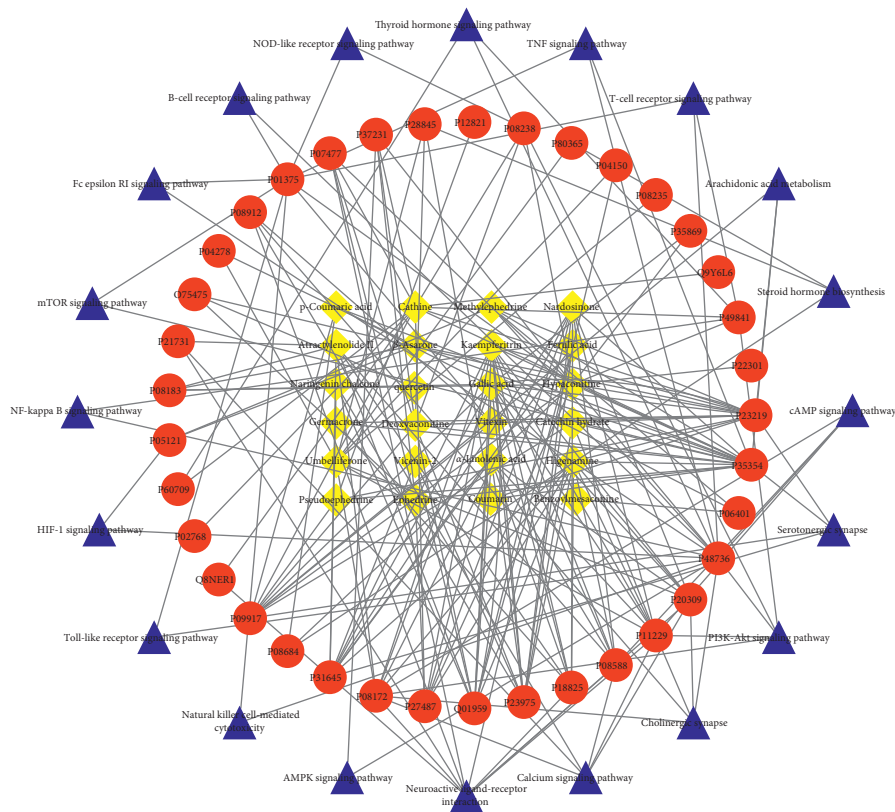 Thyroid hormone signaling pathway
NOD-like receptor signaling pathway
TNF signaling pathway
B-cell receptor signaling pathway
T-cell receptor signaling pathway
P28845
P12821
P08238
P37231
P80365
P07477
P04150
Fc epsilon RI signaling pathway
P01375
Arachidonic acid metabolism
P08235
P08912
P35869
P04278
Q9Y6L6
O75475
Steroid hormone biosynthesis
mTOR signaling pathway
p-Coumaric acid
Cathine
Methylephedrine
Nardosinone
P49841
P21731
Atractylenolide II
β-Asarone
Kaempferitrin
Ferulic acid
P22301
P08183
Naringenin chalcone
quercetin
Gallic acid
Hypaconitine
NF-kappa B signaling pathway
P23219
cAMP signaling pathway
Germacrone
Deoxyaconitine
Vitexin
Catechin hydrate
P05121
Umbelliferone
Vicenin-2
α-linolenic acid
Higenamine
P35354
P60709
Pseudoephedrine
Ephedrine
Coumarin
Benzoylmesaconine
P06401
HIF-1 signaling pathway
P02768
Serotonergic synapse
P48736
Q8NER1
P20309
P09917
Toll-like receptor signaling pathway
P11229
PI3K-Akt signaling pathway
P08684
P08588
P31645
P18825
P08172
P27487
Q01959
P23975
Natural killer cell-mediated
cytotoxicity
Cholinergic synapse
AMPK signaling pathway
Neuroactive ligand-receptor
interaction
Calcium signaling pathway